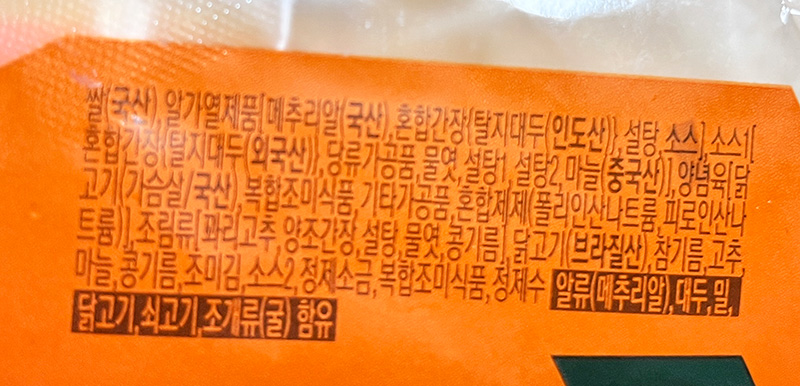 쌀(국산), 알가열제품[메추리알(국산), 혼합간장{탈지대두(인도산)}, 설탕, 소스], 소스1[
혼합간장{탈지대두(외국산)}, 당류가공품, 물엿, 설탕1, 설탕2, 마늘(중국산)], 양념육[닭
고기(가슴살/국산), 복합조미식품, 기타가공품, 혼합제제(폴리인산나트륨, 피로인산나
트륨)], 조림류[꽈리고추, 양조간장, 설탕, 물엿, 콩기름], 닭고기(브라질산), 참기름, 고추,
마늘, 콩기름, 조미김, 소스2, 정제소금, 복합조미식품, 정제수 알류(메추리알), 대두, 밀,
닭고기, 쇠고기, 조개류(굴) 함유